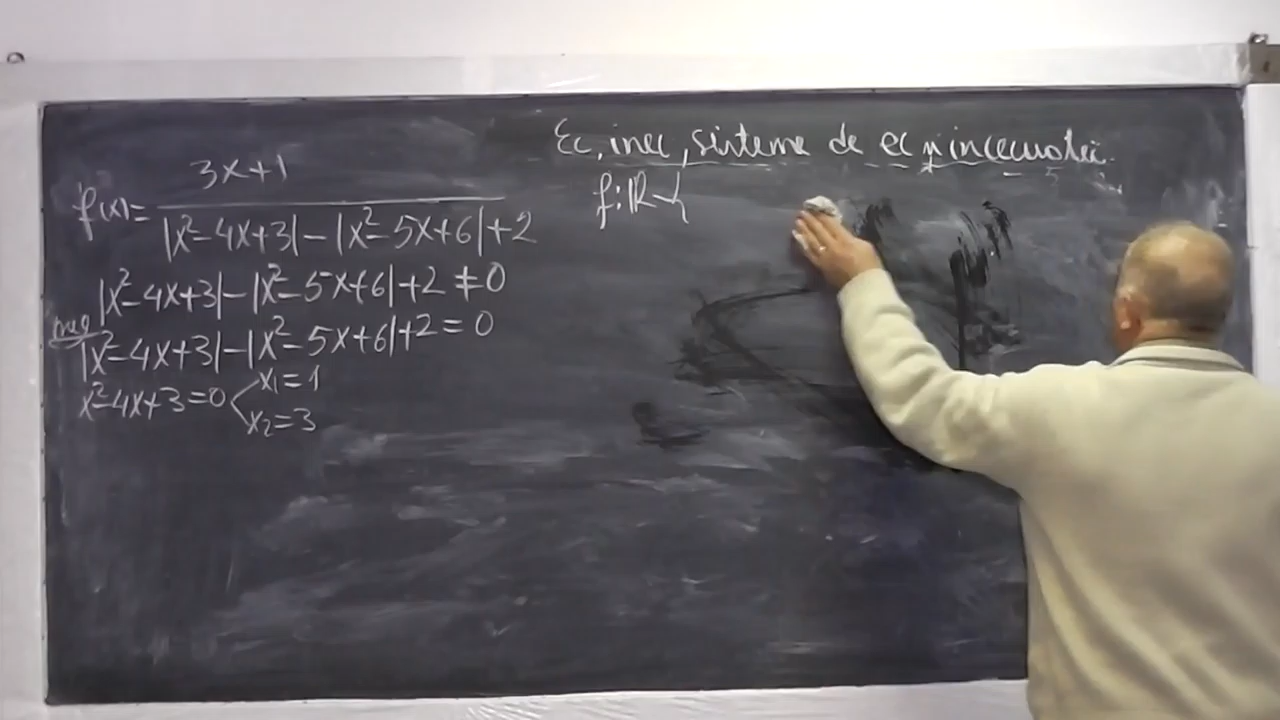 Ec, inec, sisteme de ec și inecuații.
f(x) = 3x+1 / |x²-4x+3| - |x²-5x+6| + 2
|x²-4x+3| - |x²-5x+6| + 2 ≠ 0
|x²-4x+3| - |x²-5x+6| + 2 = 0
x²-4x+3=0 x₁=1
x₂=3
f:ℝ